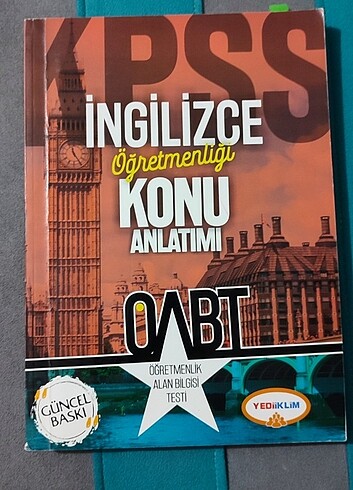 KPSS
İNGİLİZCE
Öğretmenliği
KONU
ANLATIMI
ÖABT
ÖĞRETMENLİK
ALAN BİLGİSİ
TESTİ
GÜNCEL
BASKI
YEDİİKLİM